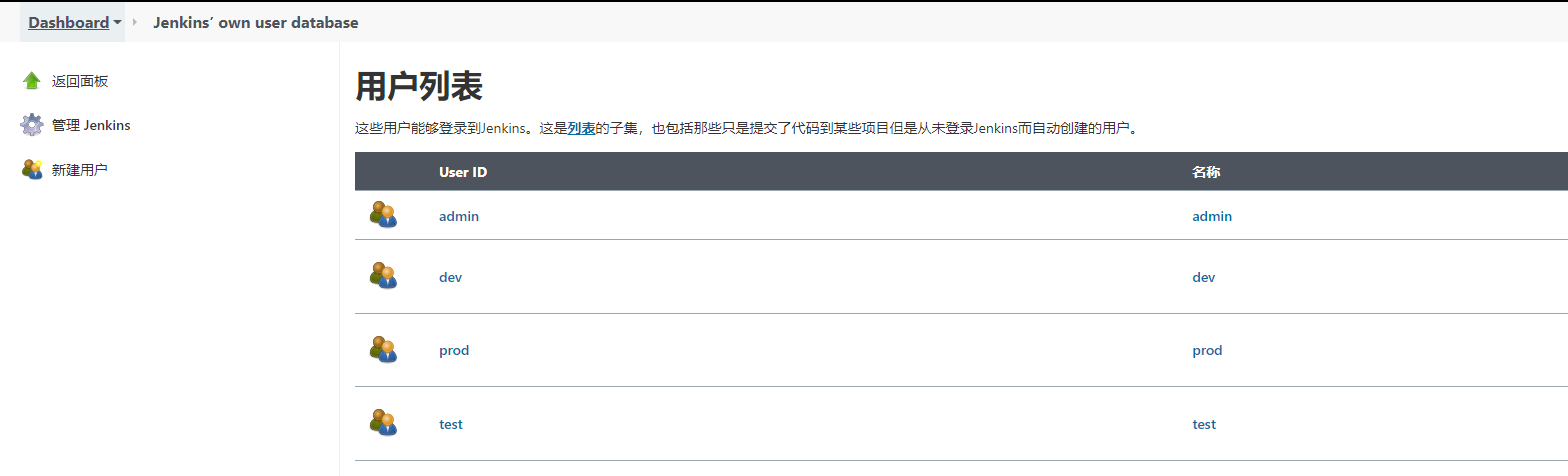 Dashboard Jenkins’ own user database
返回面板
管理 Jenkins
新建用户
用户列表
这些用户能够登录到Jenkins。这是列表的子集，也包括那些只是提交了代码到某些项目但是从未登录Jenkins而自动创建的用户。
User ID 名称
admin admin
dev dev
prod prod
test test